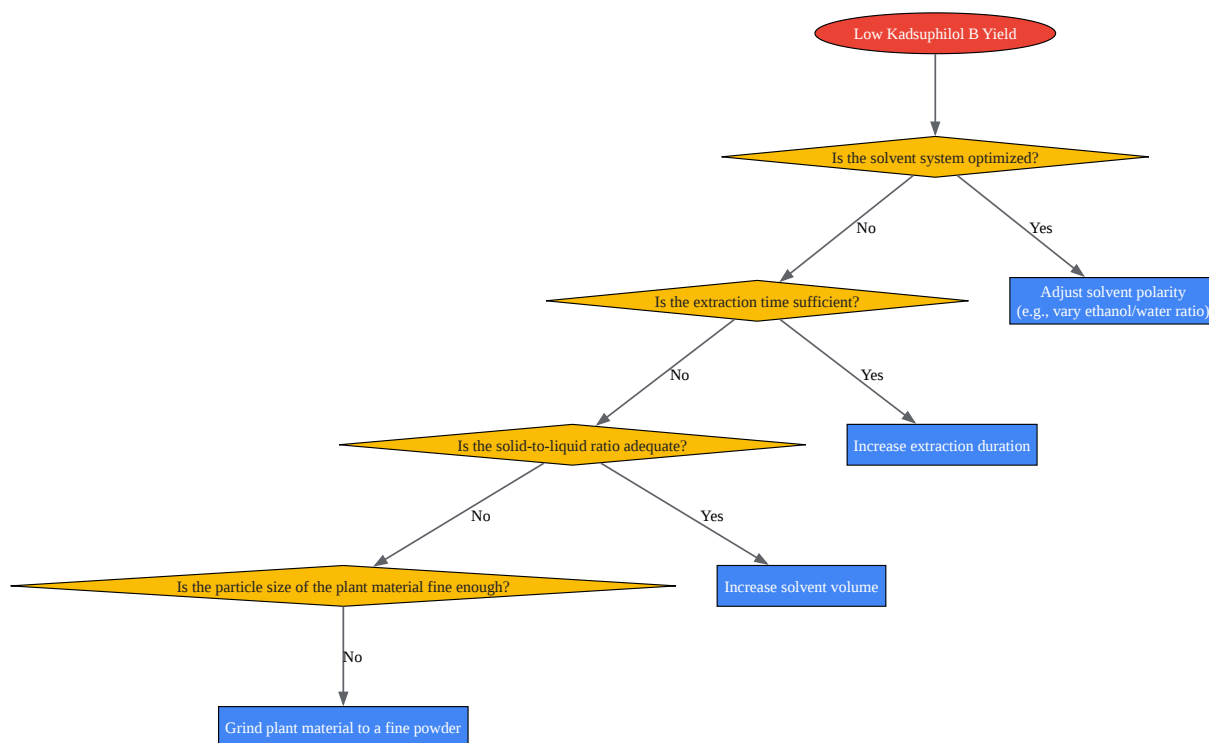 Low Kadsuphilol B Yield
Is the solvent system optimized?
No
Yes
Adjust solvent polarity
(e.g., vary ethanol/water ratio)
Is the extraction time sufficient?
No
Yes
Increase extraction duration
Is the solid-to-liquid ratio adequate?
No
Yes
Increase solvent volume
Is the particle size of the plant material fine enough?
No
Grind plant material to a fine powder